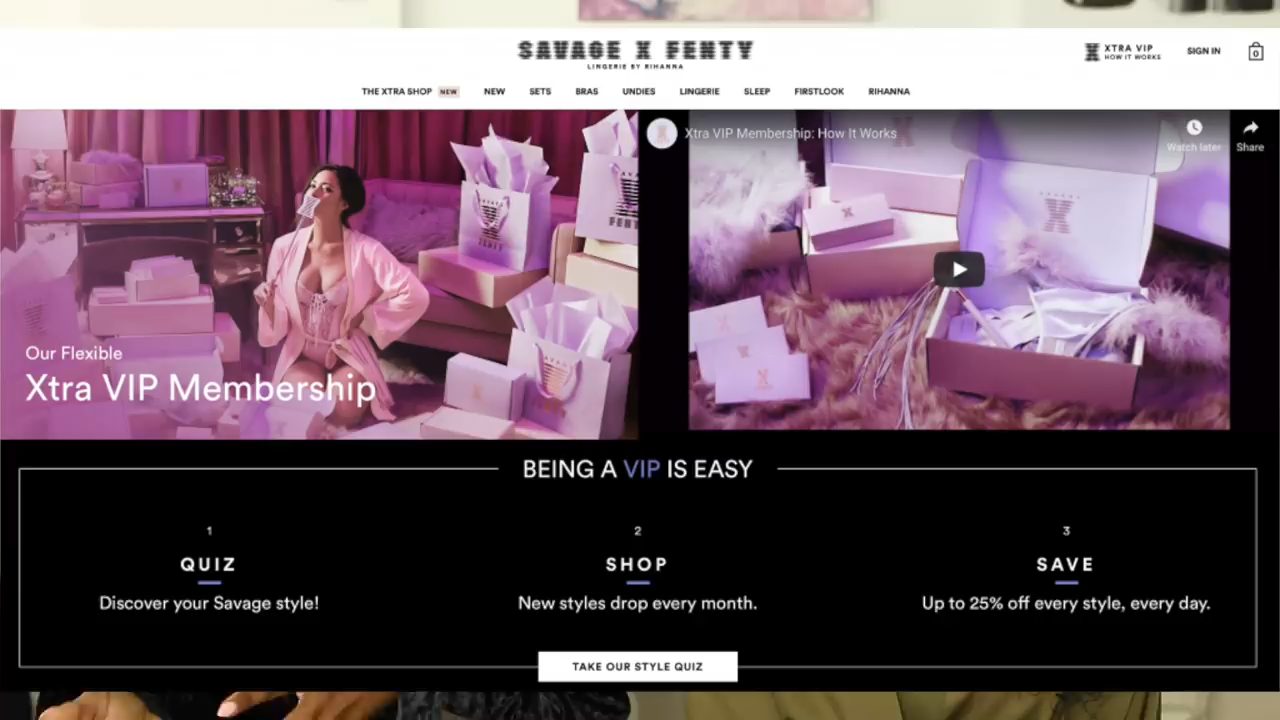 SAVAGE X FENTY
LINGERIE BY RIHANNA
XTRA VIP
HOW IT WORKS
SIGN IN
0
THE XTRA SHOP NEW NEW SETS BRAS UNDIES LINGERIE SLEEP FIRSTLOOK RIHANNA
Xtra VIP Membership: How It Works
Watch later
Share
Our Flexible
Xtra VIP Membership
BEING A VIP IS EASY
1
QUIZ
Discover your Savage style!
2
SHOP
New styles drop every month.
3
SAVE
Up to 25% off every style, every day.
TAKE OUR STYLE QUIZ